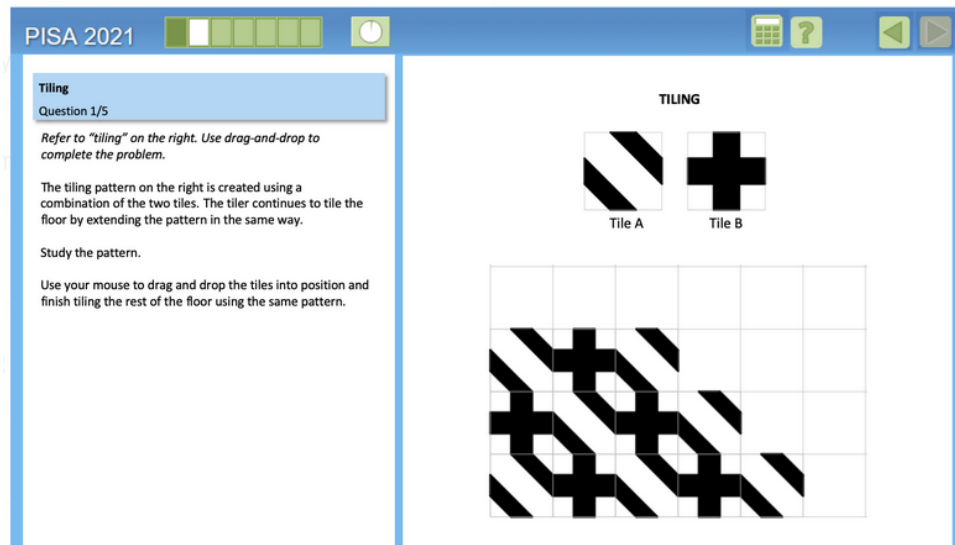 PISA 2021
?
Tiling
Question 1/5
Refer to “tiling” on the right. Use drag-and-drop to
complete the problem.
The tiling pattern on the right is created using a
combination of the two tiles. The tiler continues to tile the
floor by extending the pattern in the same way.
Study the pattern.
Use your mouse to drag and drop the tiles into position and
finish tiling the rest of the floor using the same pattern.
TILING
Tile A
Tile B